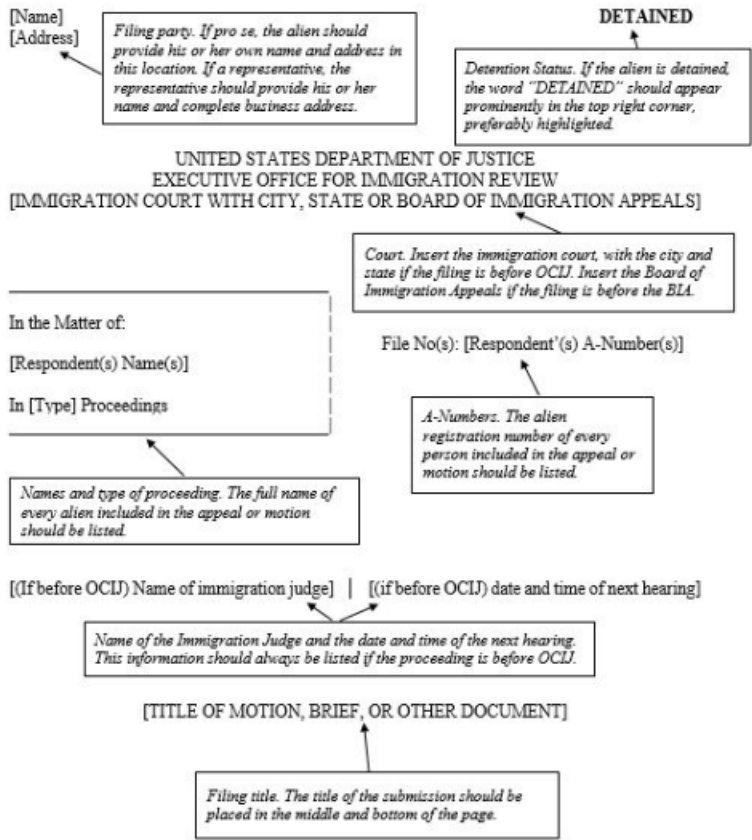 [Name]
[Address]
Filing party. If pro se, the alien should
provide his or her own name and address in
this location. If a representative, the
representative should provide his or her
name and complete business address.
DETAINED
Detention Status. If the alien is detained,
the word "DETAINED" should appear
prominently in the top right corner,
preferably highlighted.
UNITED STATES DEPARTMENT OF JUSTICE
EXECUTIVE OFFICE FOR IMMIGRATION REVIEW
[IMMIGRATION COURT WITH CITY, STATE OR BOARD OF IMMIGRATION APPEALS]
Court. Insert the immigration court, with the city and
state if the filing is before OCIJ. Insert the Board of
Immigration Appeals if the filing is before the BIA.
In the Matter of:
[Respondent(s) Name(s)]
In [Type] Proceedings
File No(s): [Respondent'(s) A-Number(s)]
A-Numbers. The alien
registration number of every
person included in the appeal or
motion should be listed.
Names and type of proceeding. The full name of
every alien included in the appeal or motion
should be listed.
[(If before OCIJ) Name of immigration judge] | [(if before OCIJ) date and time of next hearing]
Name of the Immigration Judge and the date and time of the next hearing.
This information should always be listed if the proceeding is before OCIJ.
[TITLE OF MOTION, BRIEF, OR OTHER DOCUMENT]
Filing title. The title of the submission should be
placed in the middle and bottom of the page.